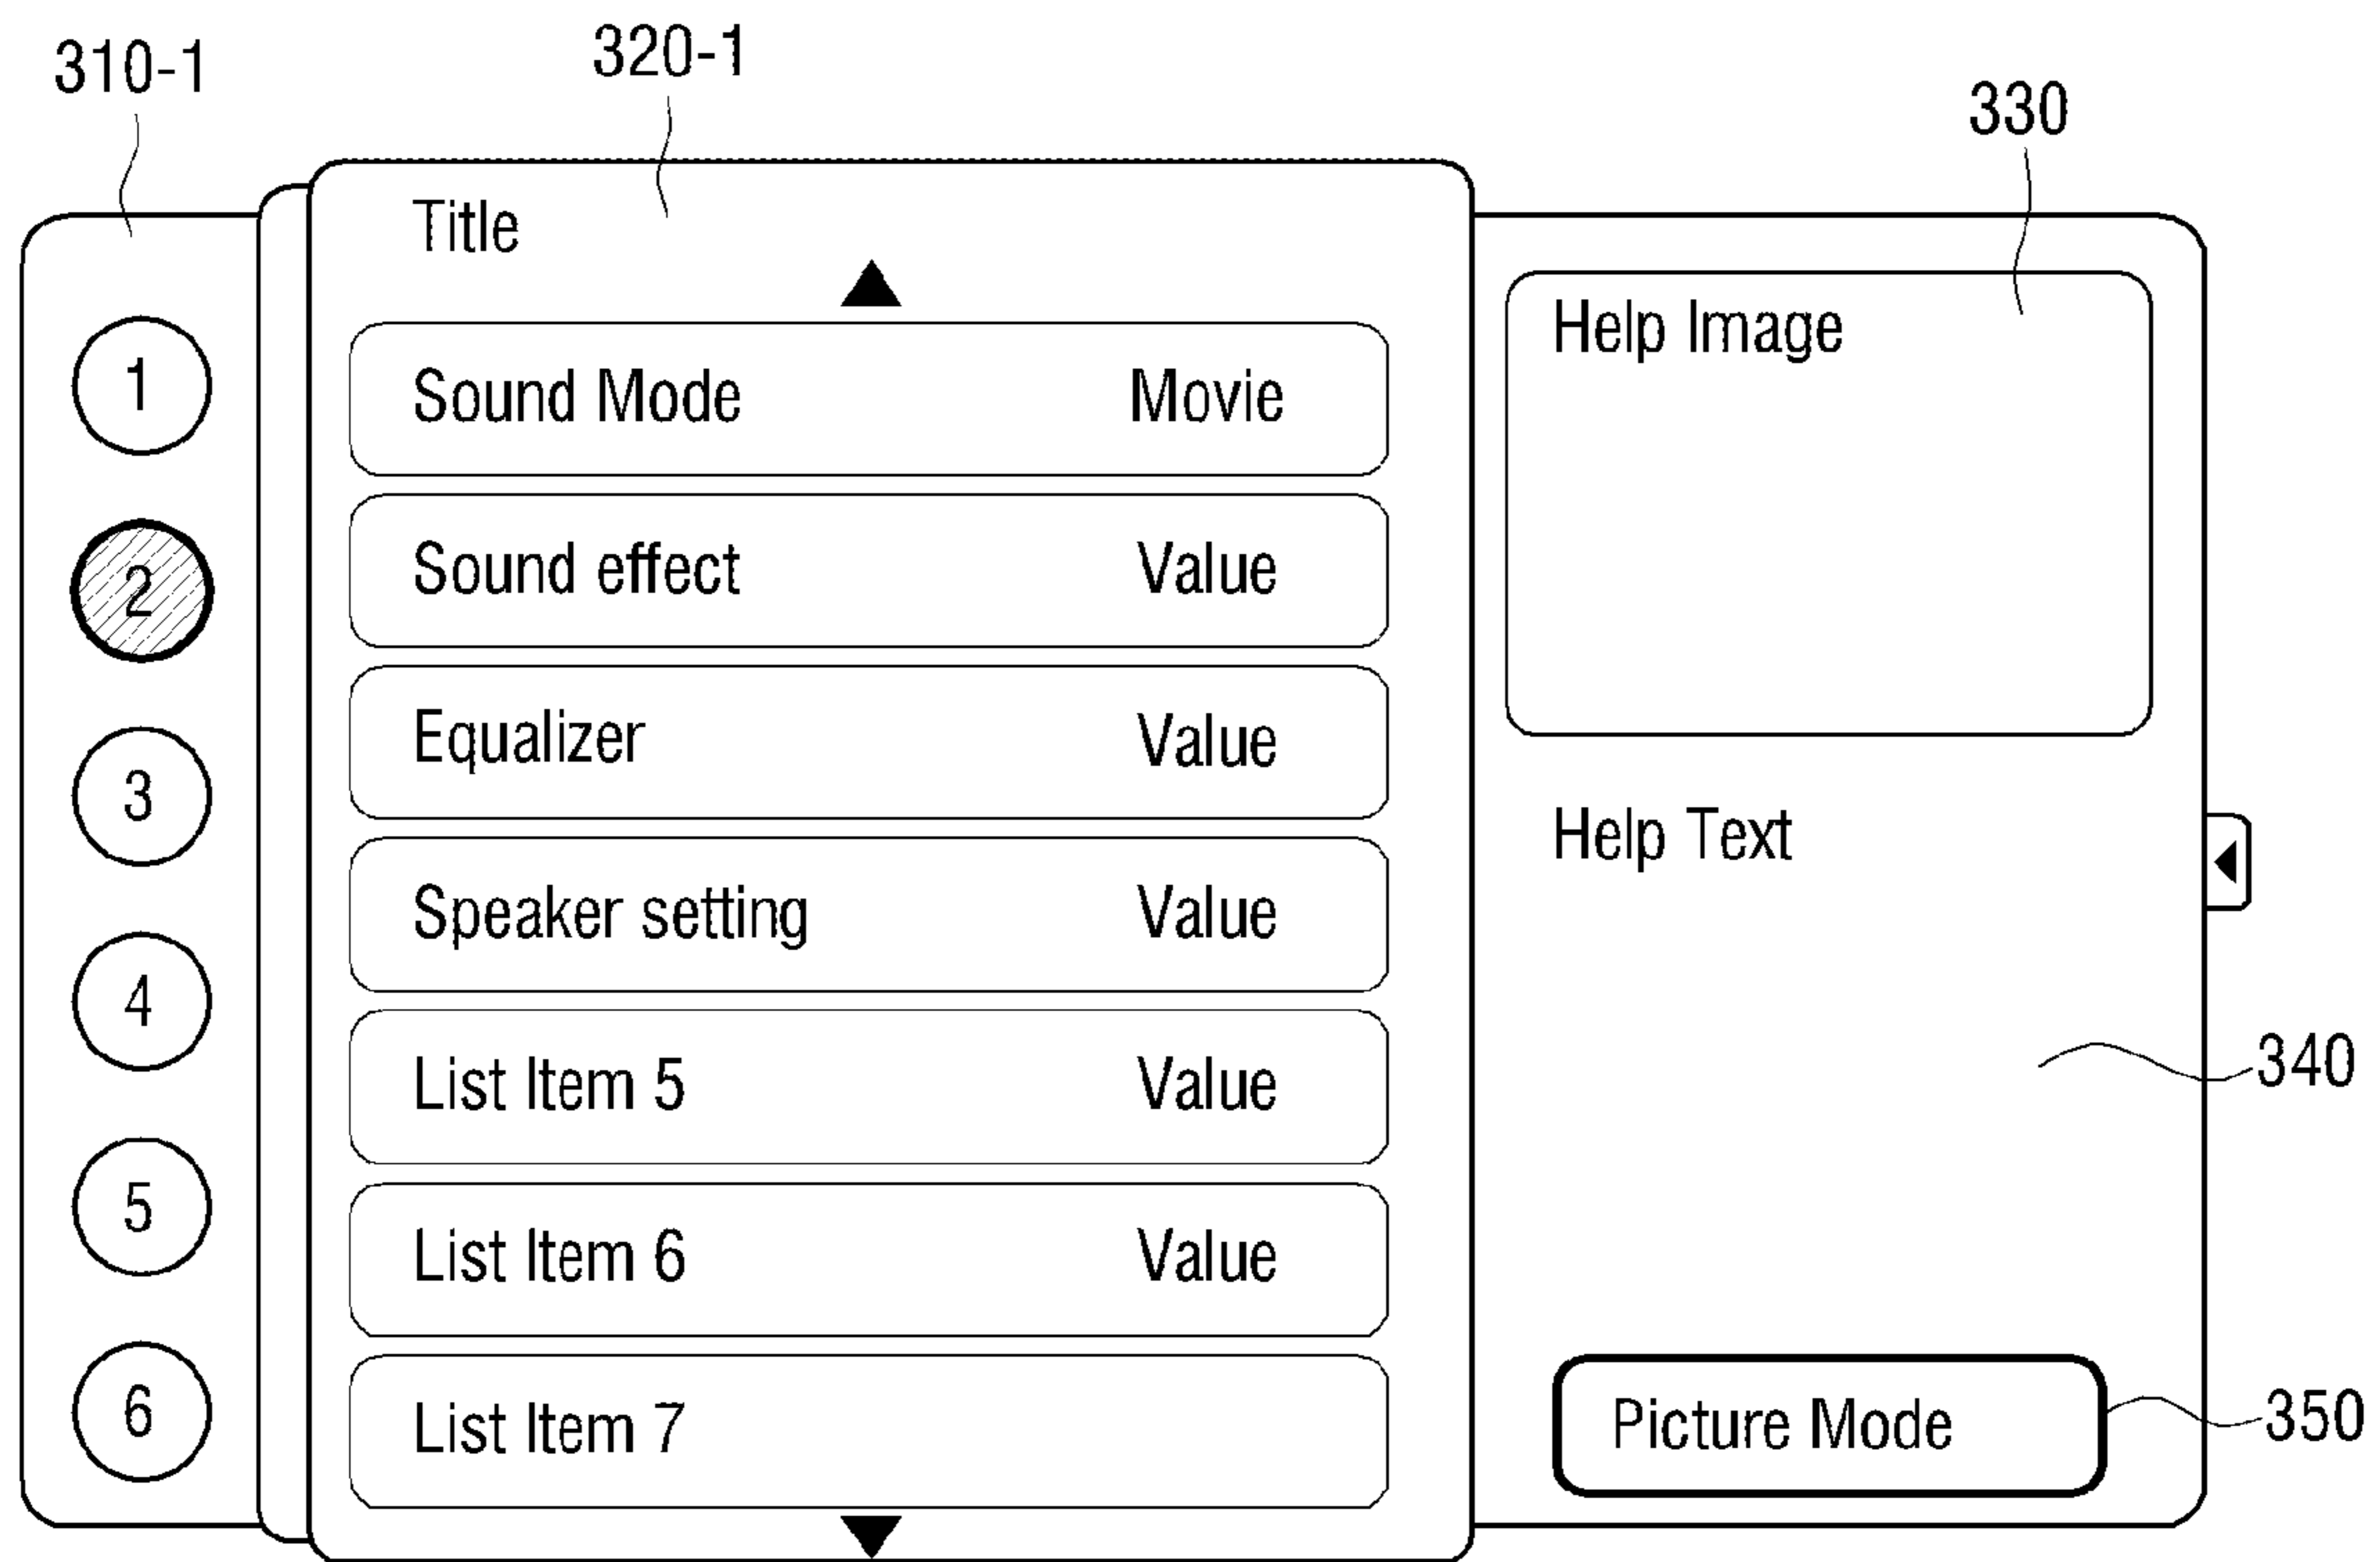 310-1
320-1
330
1
2
3
4
5
6
Title
Sound Mode Movie
Sound effect Value
Equalizer Value
Speaker setting Value
List Item 5 Value
List Item 6 Value
List Item 7
Help Image
Help Text
340
Picture Mode
350